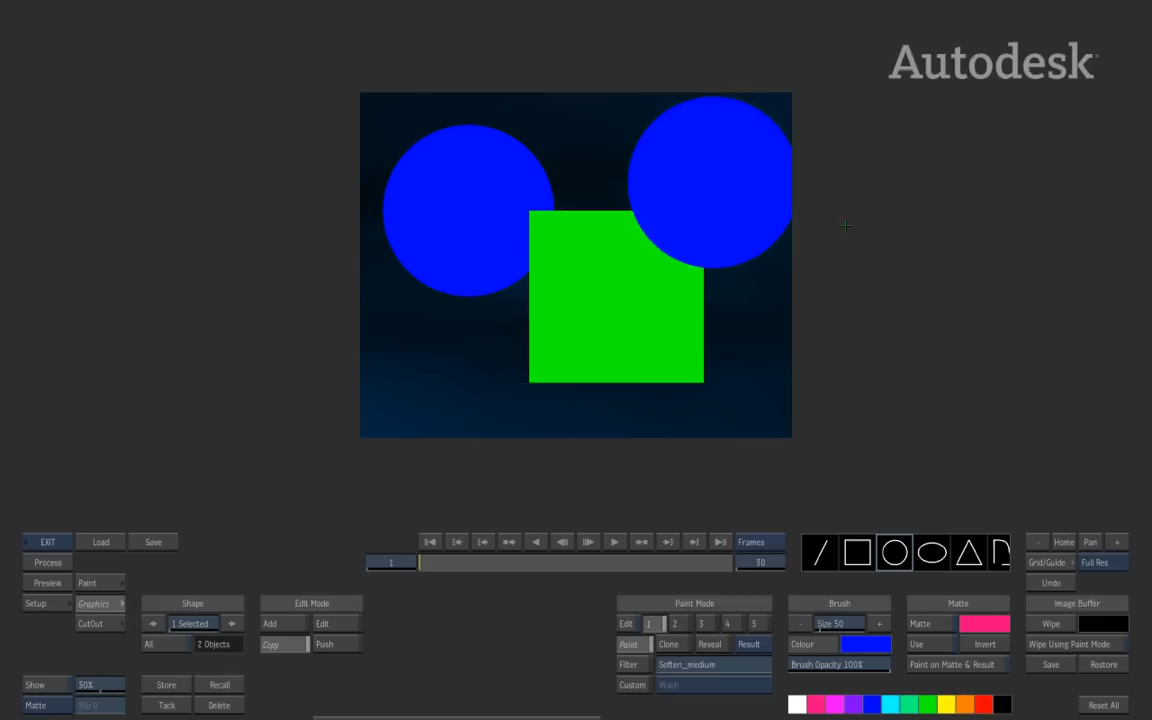 Autodesk
EXIT Load Save
Frames
Process
1
30
Preview Paint
Setup Graphics
CutOut
Shape
1 Selected
All 2 Objects
Edit Mode
Add Edit
Copy Push
Show 50%
Matte Slip 0
Store Recall
Tack Delete
Paint Mode
Edit 1 2 3 4 5
Paint Clone Reveal Result
Filter Soften_medium
Custom Wash
Brush
- Size 50 +
Colour
Brush Opacity 100%
Matte
Matte
Use Invert
Paint on Matte & Result
- Home Pan +
Grid/Guide Full Res
Undo
Image Buffer
Wipe
Wipe Using Paint Mode
Save Restore
Reset All